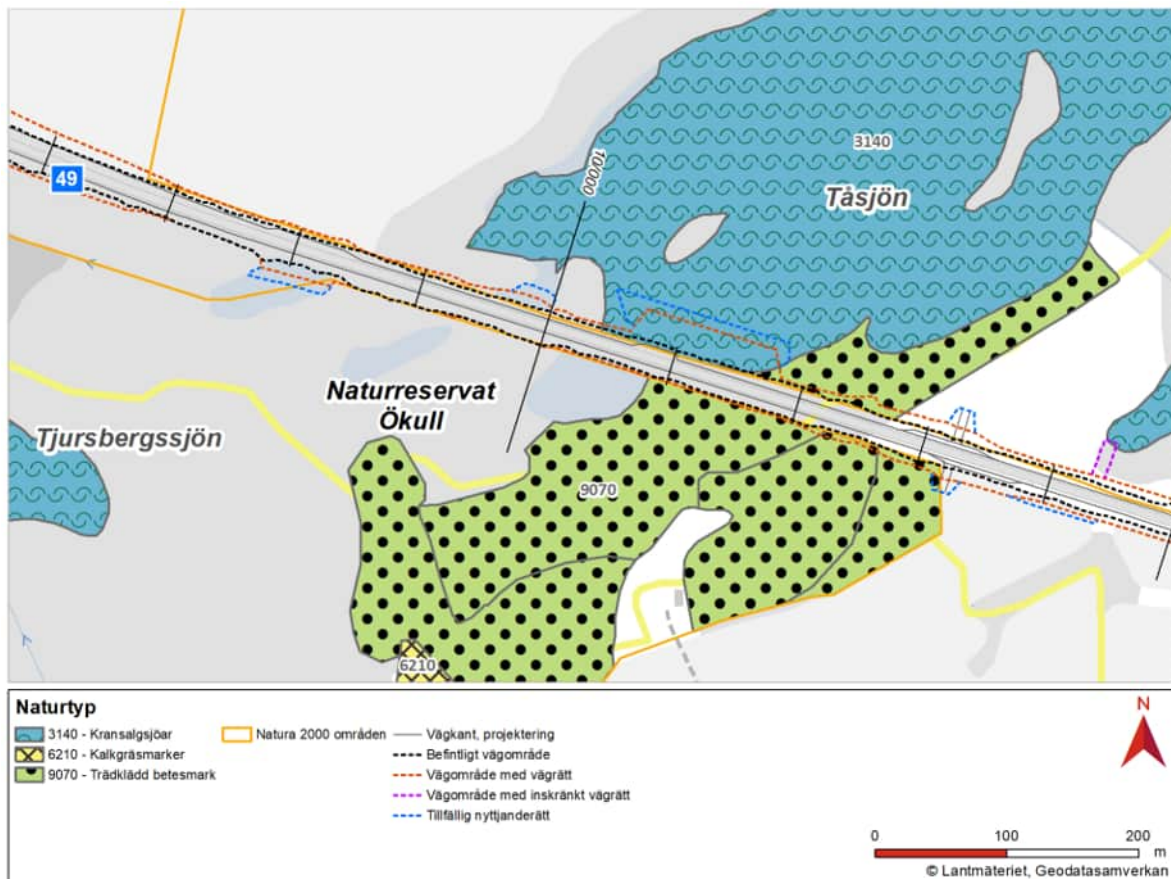 3140
Tåsjön
10/000
49
Naturreservat
Ökull
Tjursbergssjön
9070
6210
Naturtyp
3140 - Kransalgsjöar
6210 - Kalkgräsmarker
9070 - Trädklädd betesmark
Natura 2000 områden
Vägkant, projektering
Befintligt vägområde
Vägområde med vägrätt
Vägområde med inskränkt vägrätt
Tillfällig nyttjanderätt
N
0 100 200
m
© Lantmäteriet, Geodatasamverkan